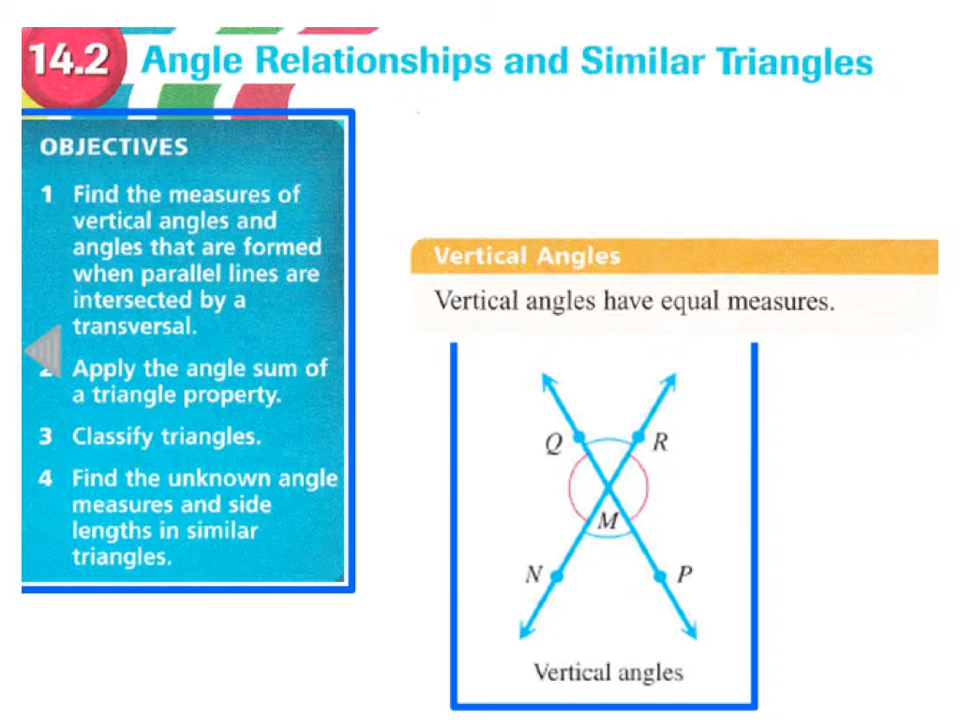 14.2 Angle Relationships and Similar Triangles
OBJECTIVES
1 Find the measures of
vertical angles and
angles that are formed
when parallel lines are
intersected by a
transversal.
2 Apply the angle sum of
a triangle property.
3 Classify triangles.
4 Find the unknown angle
measures and side
lengths in similar
triangles.
Vertical Angles
Vertical angles have equal measures.
Q R
M
N P
Vertical angles